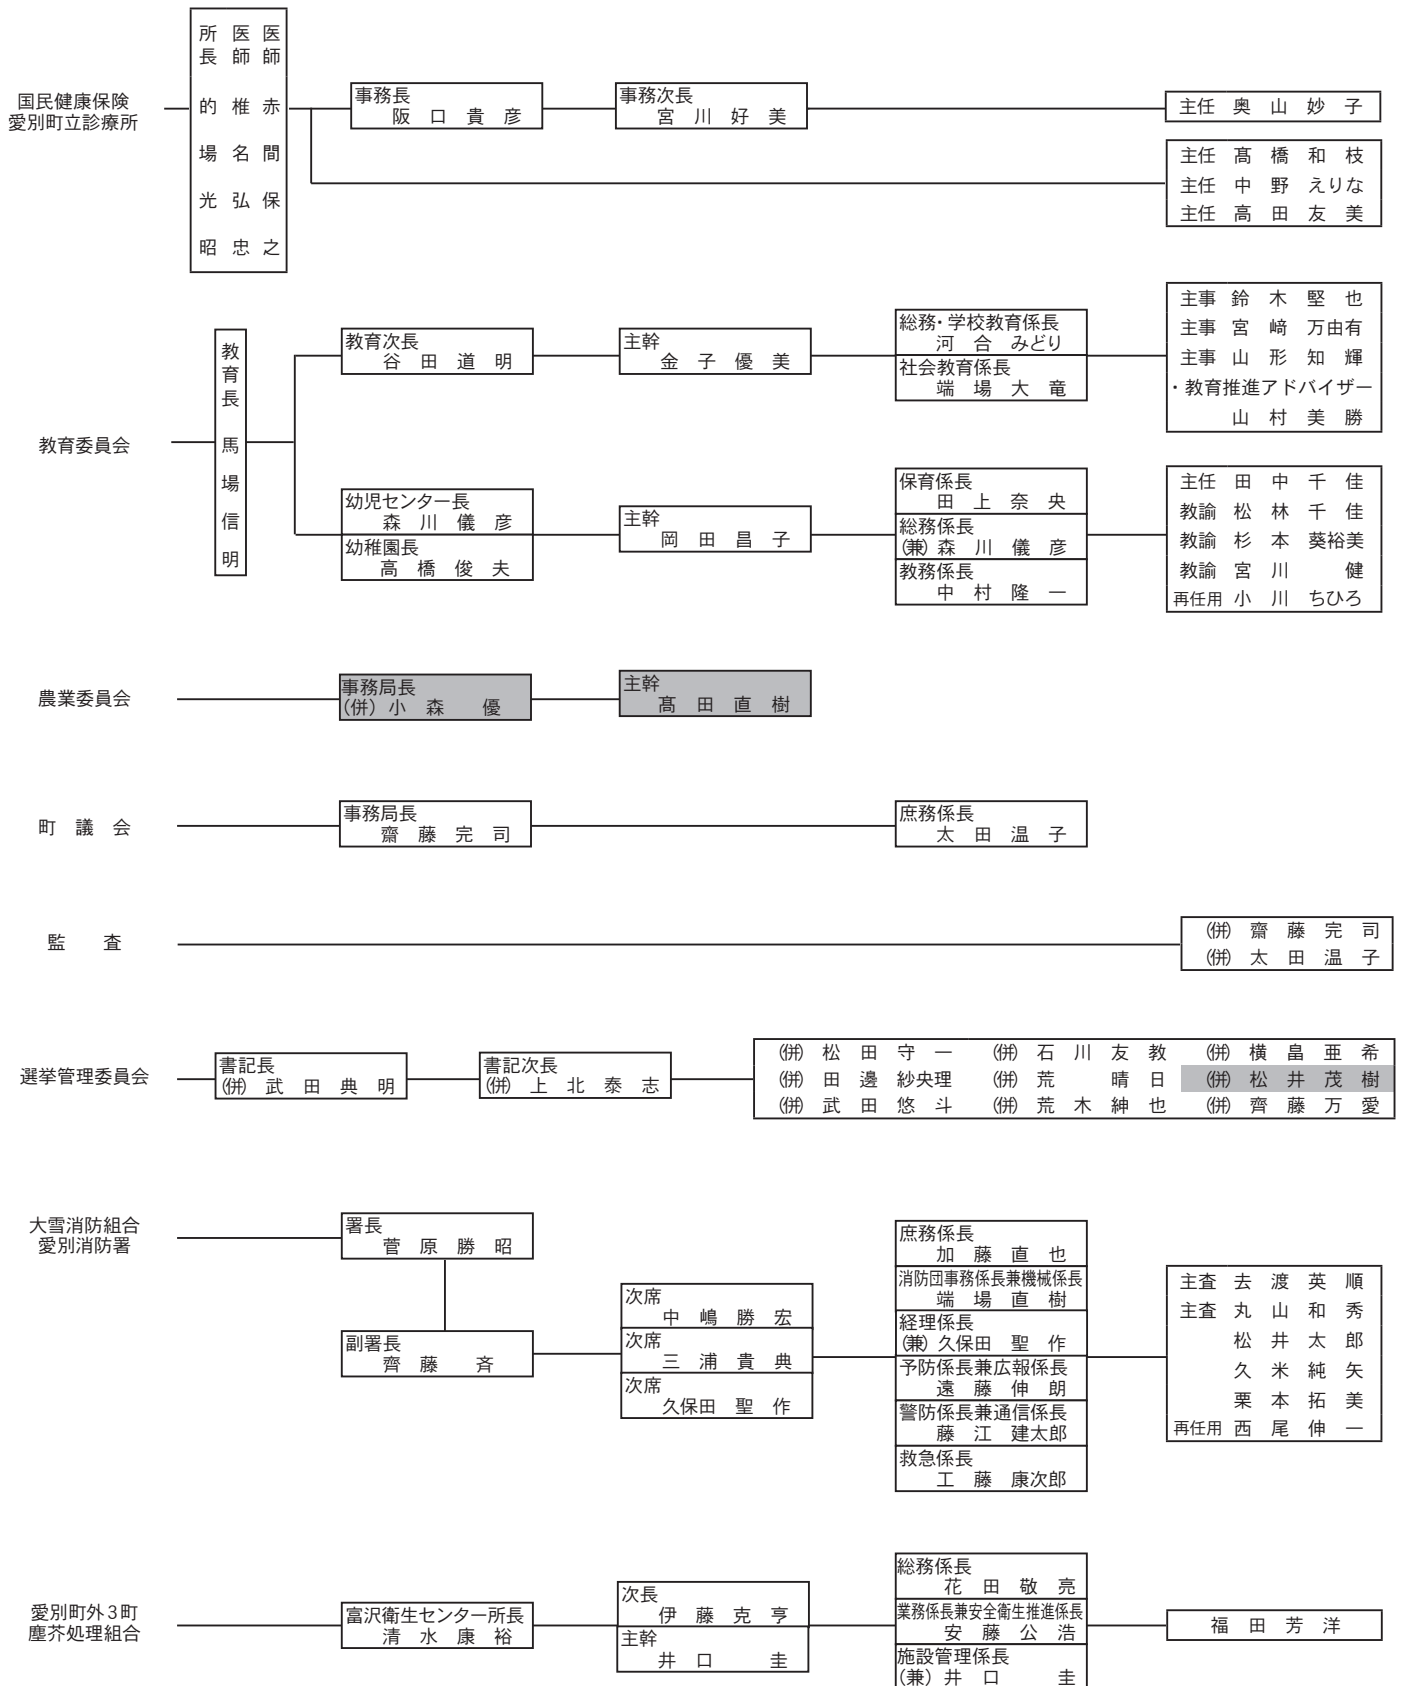 国民健康保険
愛別町立診療所
所長 的場光昭
医師 椎名弘忠
医師 赤間保之
事務長
阪口貴彦
事務次長
宮川好美
主任 奥山妙子
主任 髙橋和枝
主任 中野えりな
主任 高田友美
教育委員会
教育長 馬場信明
教育次長
谷田道明
主幹
金子優美
総務・学校教育係長
河合みどり
社会教育係長
端場大竜
主事 鈴木堅也
主事 宮﨑万由有
主事 山形知輝
・教育推進アドバイザー
山村美勝
幼児センター長
森川儀彦
幼稚園長
高橋俊夫
主幹
岡田昌子
保育係長
田上奈央
総務係長
(兼) 森川儀彦
教務係長
中村隆一
主任 田中千佳
教諭 松林千佳
教諭 杉本葵裕美
教諭 宮川健
再任用 小川ちひろ
農業委員会
事務局長
(併) 小森優
主幹
髙田直樹
町議会
事務局長
齋藤完司
庶務係長
太田温子
監査
(併) 齋藤完司
(併) 太田温子
選挙管理委員会
書記長
(併) 武田典明
書記次長
(併) 上北泰志
(併) 松田守一 (併) 石川友教 (併) 横畠亜希
(併) 田邊紗央理 (併) 荒晴日 (併) 松井茂樹
(併) 武田悠斗 (併) 荒木紳也 (併) 齊藤万愛
大雪消防組合
愛別消防署
署長
菅原勝昭
副署長
齊藤斉
次席
中嶋勝宏
次席
三浦貴典
次席
久保田聖作
庶務係長
加藤直也
消防団事務係長兼機械係長
端場直樹
経理係長
(兼) 久保田聖作
予防係長兼広報係長
遠藤伸朗
警防係長兼通信係長
藤江建太郎
救急係長
工藤康次郎
主査 去渡英順
主査 丸山和秀
松井太郎
久米純矢
栗本拓美
再任用 西尾伸一
愛別町外3町
塵芥処理組合
富沢衛生センター所長
清水康裕
次長
伊藤克亨
主幹
井口圭
総務係長
花田敬亮
業務係長兼安全衛生推進係長
安藤公浩
施設管理係長
(兼) 井口圭
福田芳洋